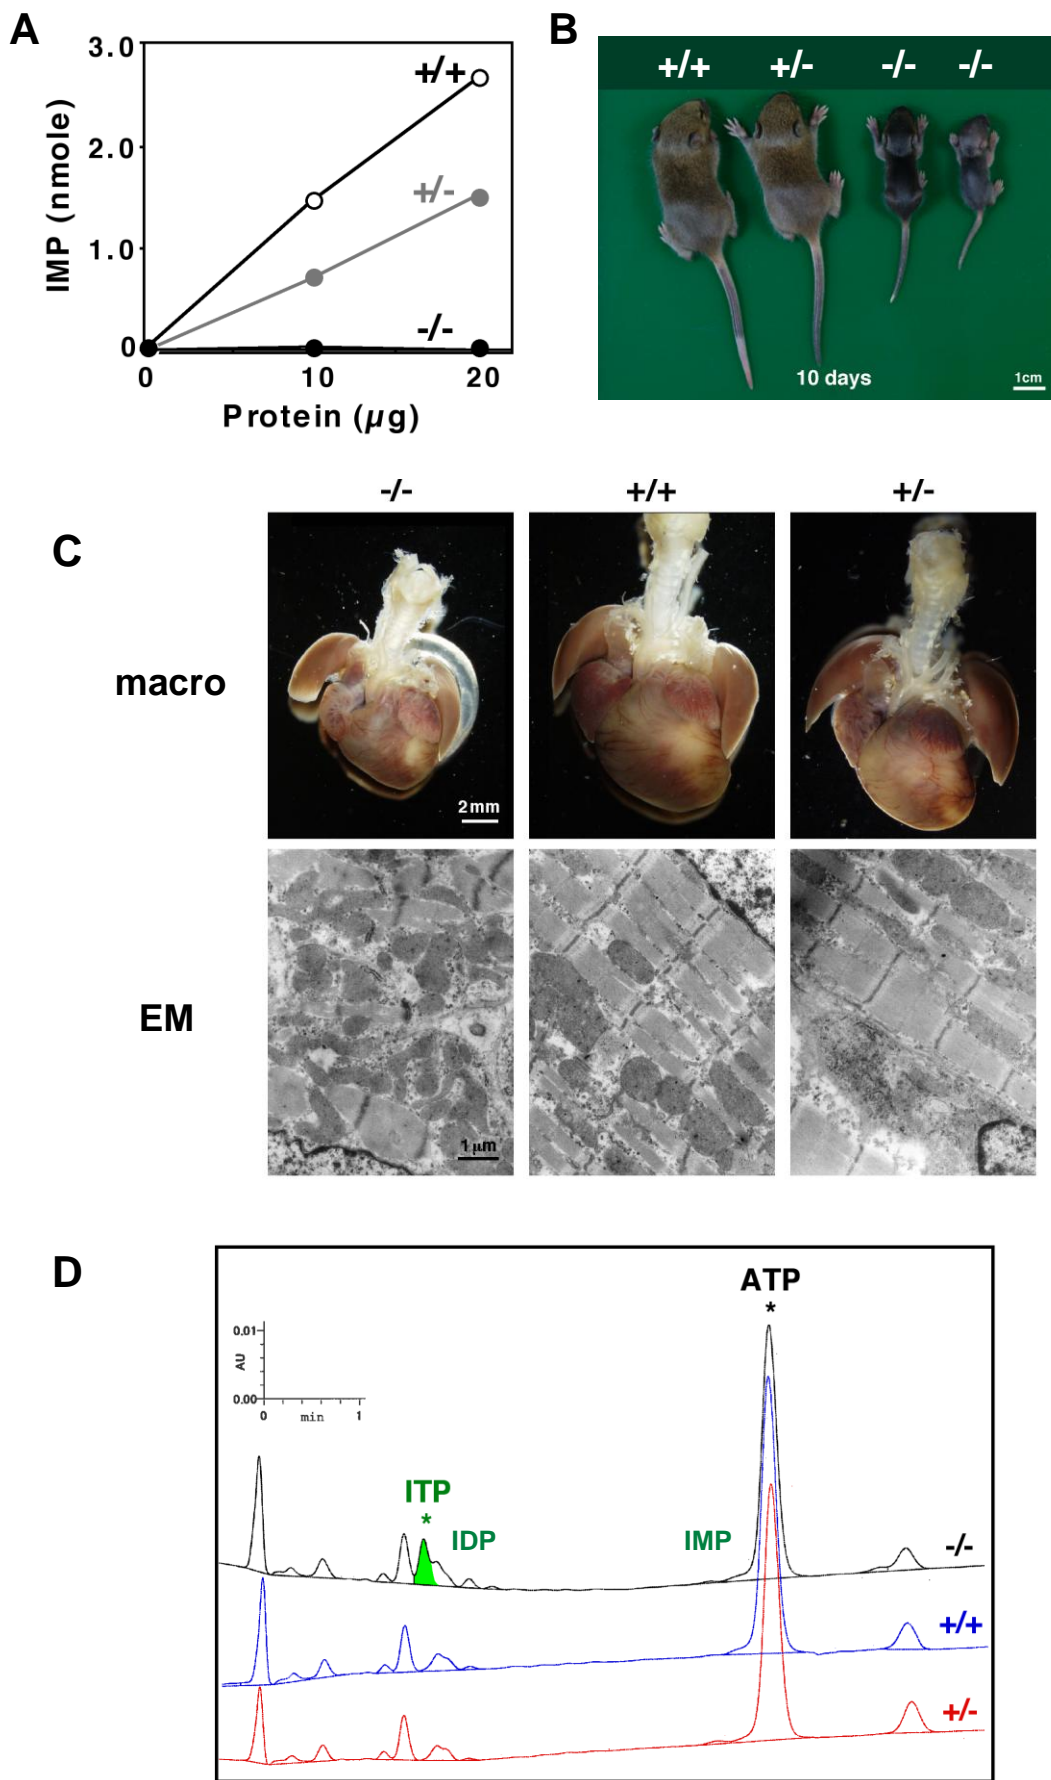 A
3.0
2.0
1.0
0
IMP (nmole)
+/+
+/-
-/-
0 10 20
Protein (µg)
B
+/+ +/- -/- -/-
10 days
1cm
C
-/- +/+ +/-
macro
2mm
EM
1 µm
D
ATP
*
0.01
AU
0.00
0 min 1
ITP
*
IDP
IMP
-/-
+/+
+/-